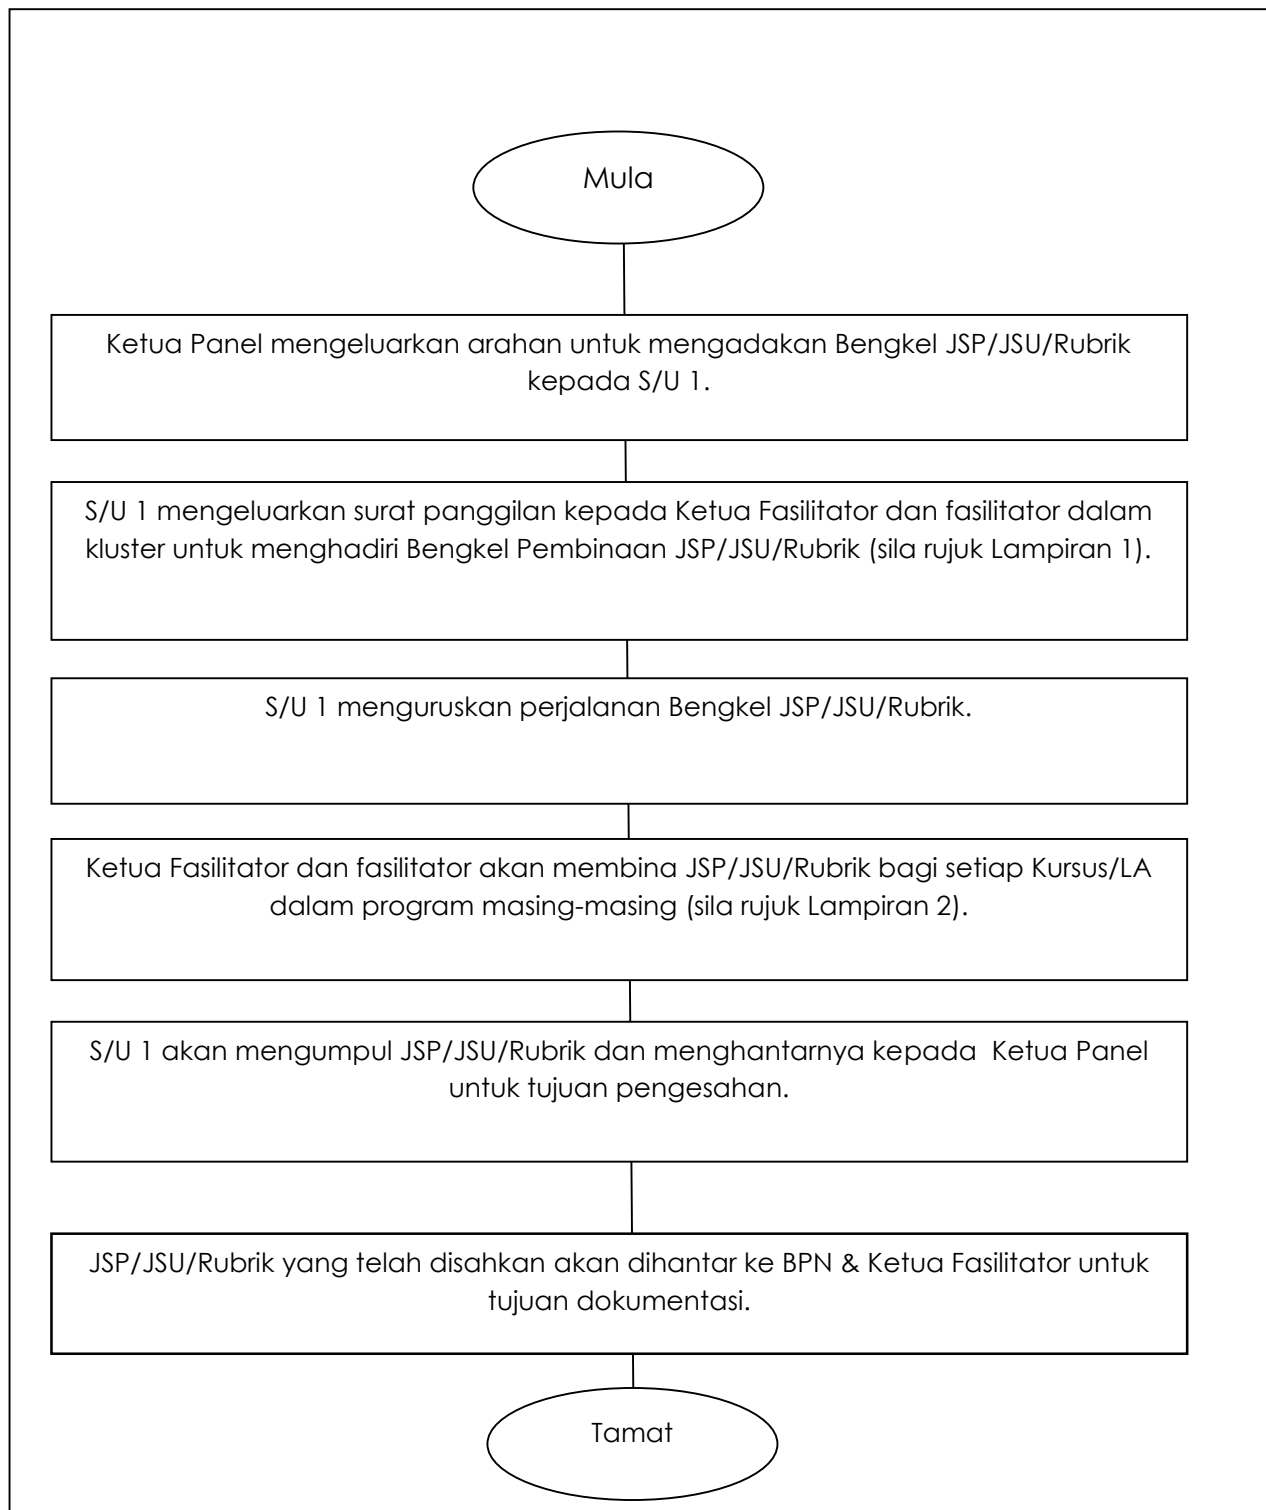 Mula
Ketua Panel mengeluarkan arahan untuk mengadakan Bengkel JSP/JSU/Rubrik
kepada S/U 1.
S/U 1 mengeluarkan surat panggilan kepada Ketua Fasilitator dan fasilitator dalam
kluster untuk menghadiri Bengkel Pembinaan JSP/JSU/Rubrik (sila rujuk Lampiran 1).
S/U 1 menguruskan perjalanan Bengkel JSP/JSU/Rubrik.
Ketua Fasilitator dan fasilitator akan membina JSP/JSU/Rubrik bagi setiap Kursus/LA
dalam program masing-masing (sila rujuk Lampiran 2).
S/U 1 akan mengumpul JSP/JSU/Rubrik dan menghantarnya kepada  Ketua Panel
untuk tujuan pengesahan.
JSP/JSU/Rubrik yang telah disahkan akan dihantar ke BPN & Ketua Fasilitator untuk
tujuan dokumentasi.
Tamat